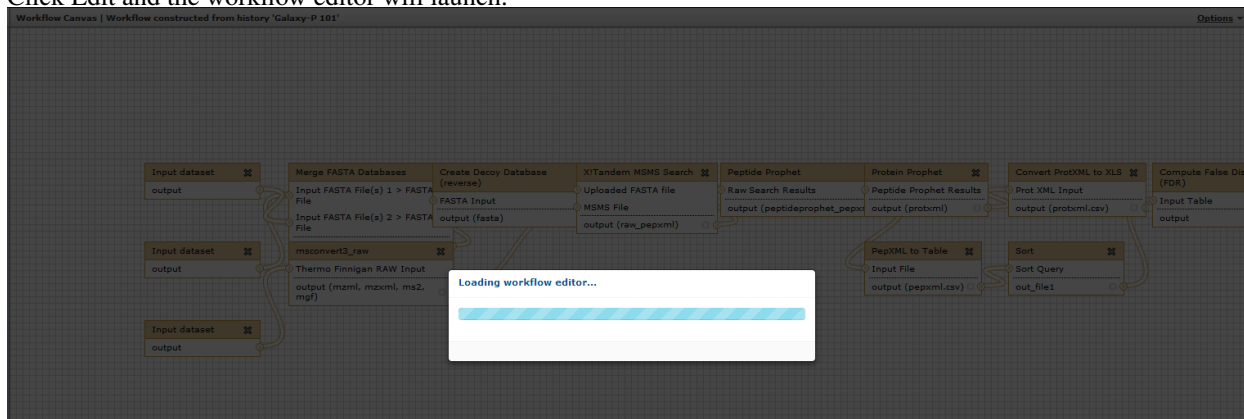 Click Edit and the workflow editor will launch.
Workflow Canvas | Workflow constructed from history 'Galaxy-P 101'
Options
Input dataset
output
Merge FASTA Databases
Input FASTA File(s) 1 > FASTA
File
Input FASTA File(s) 2 > FASTA
File
Create Decoy Database
(reverse)
FASTA Input
output (fasta)
X!Tandem MSMS Search
Uploaded FASTA file
MSMS File
output (raw_pepxml)
Peptide Prophet
Raw Search Results
output (peptideprophet_pepx
Protein Prophet
Peptide Prophet Results
output (protxml)
Convert ProtXML to XLS
Prot XML Input
output (protxml.csv)
Compute False Dis
(FDR)
Input Table
output
Input dataset
output
msconvert3_raw
Thermo Finnigan RAW Input
output (mzml, mzxml, ms2,
mgf)
PepXML to Table
Input File
output (pepxml.csv)
Sort
Sort Query
out_file1
Loading workflow editor...
Input dataset
output